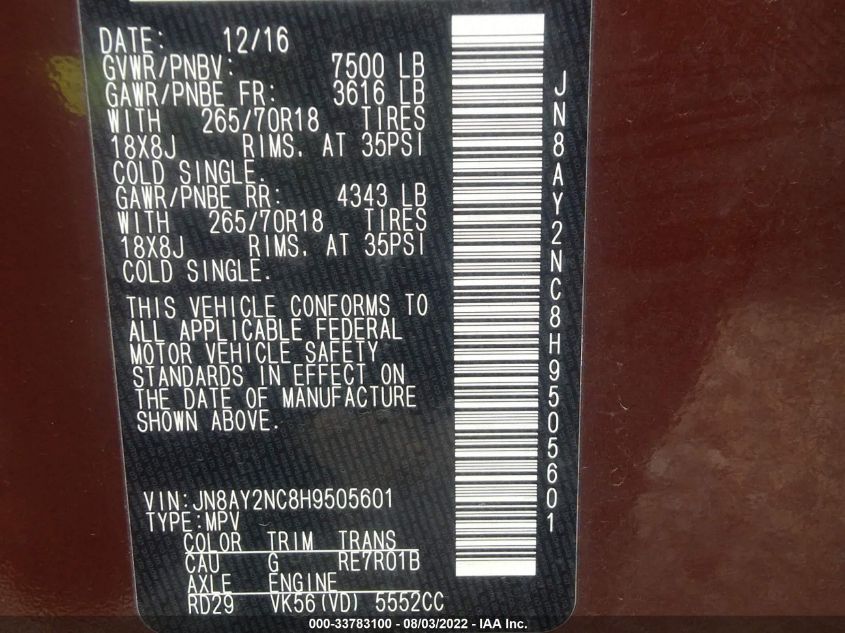 DATE: 12/16
GVWR/PNBV: 7500 LB
GAWR/PNBE FR: 3616 LB
WITH 265/70R18 TIRES
18X8J RIMS, AT 35PSI
COLD SINGLE.
GAWR/PNBE RR: 4343 LB
WITH 265/70R18 TIRES
18X8J RIMS, AT 35PSI
COLD SINGLE.
THIS VEHICLE CONFORMS TO
ALL APPLICABLE FEDERAL
MOTOR VEHICLE SAFETY
STANDARDS IN EFFECT ON
THE DATE OF MANUFACTURE
SHOWN ABOVE.
VIN:JN8AY2NC8H9505601
TYPE:MPV
COLOR TRIM TRANS
CAU G RE7R01B
AXLE ENGINE
RD29 VK56(VD) 5552CC
JN8AY2NC8H9505601
000-33783100 - 08/03/2022 - IAA, Inc.